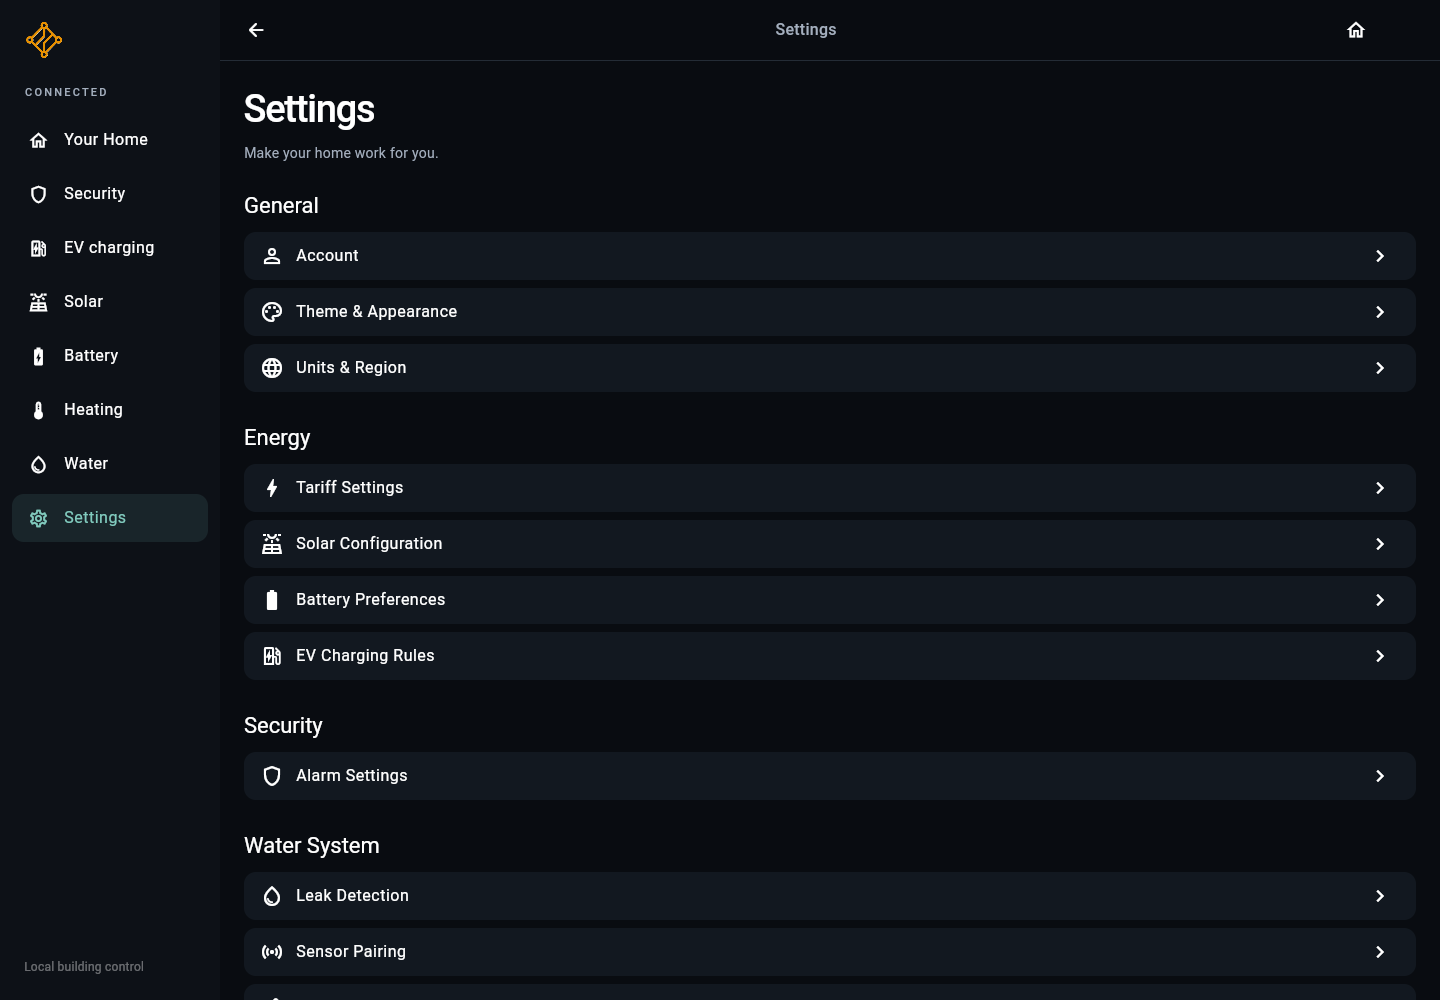 CONNECTED
Your Home
Security
EV charging
Solar
Battery
Heating
Water
Settings
Local building control
Settings
Settings
Make your home work for you.
General
Account
Theme & Appearance
Units & Region
Energy
Tariff Settings
Solar Configuration
Battery Preferences
EV Charging Rules
Security
Alarm Settings
Water System
Leak Detection
Sensor Pairing